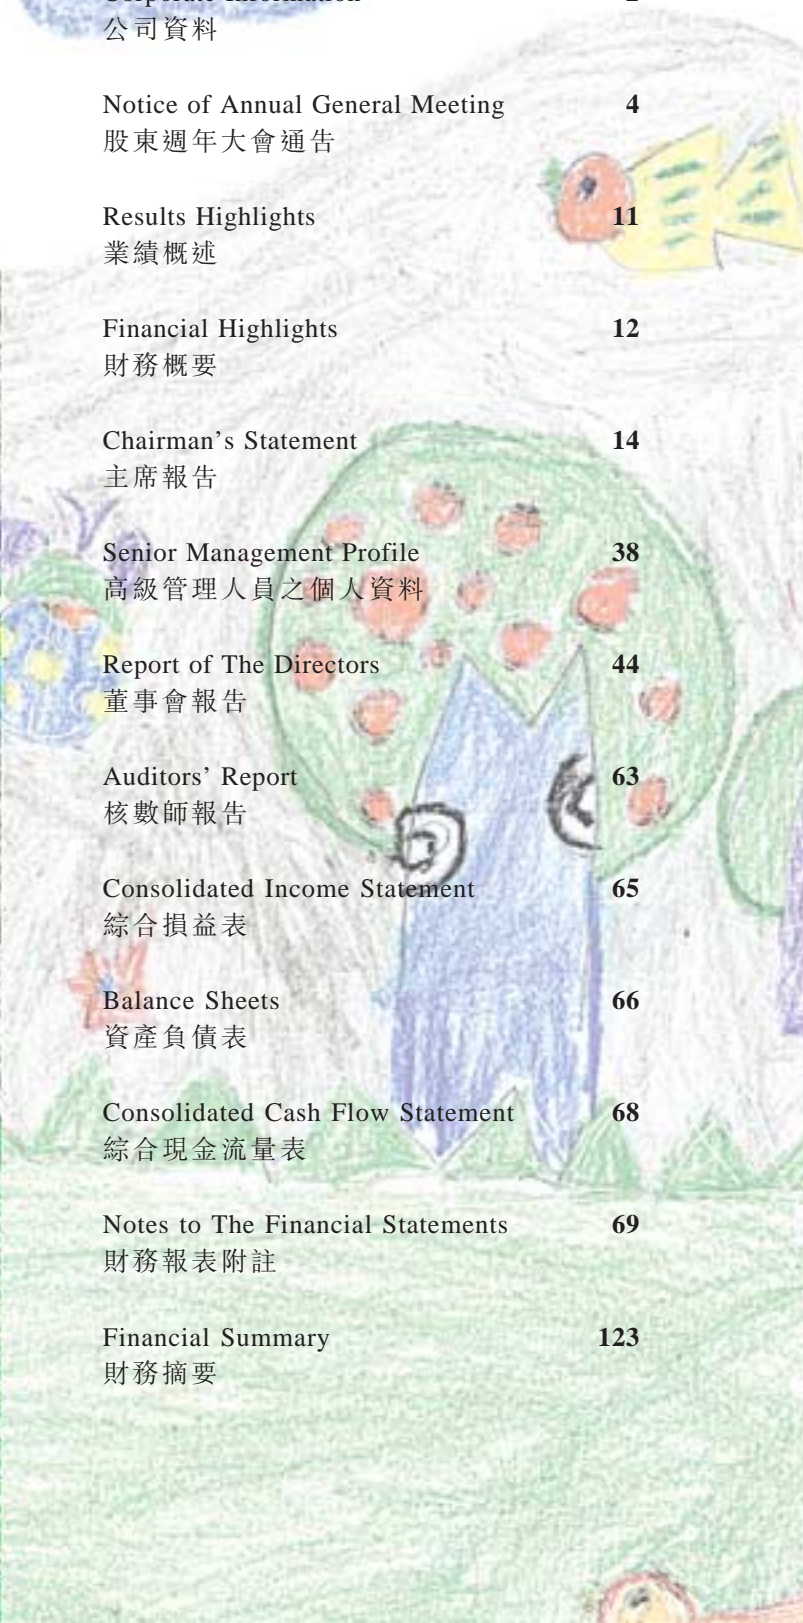 Corporate Information 2
公司資料
Notice of Annual General Meeting 4
股東週年大會通告
Results Highlights 11
業績概述
Financial Highlights 12
財務概要
Chairman’s Statement 14
主席報告
Senior Management Profile 38
高級管理人員之個人資料
Report of The Directors 44
董事會報告
Auditors’ Report 63
核數師報告
Consolidated Income Statement 65
綜合損益表
Balance Sheets 66
資產負債表
Consolidated Cash Flow Statement 68
綜合現金流量表
Notes to The Financial Statements 69
財務報表附註
Financial Summary 123
財務摘要